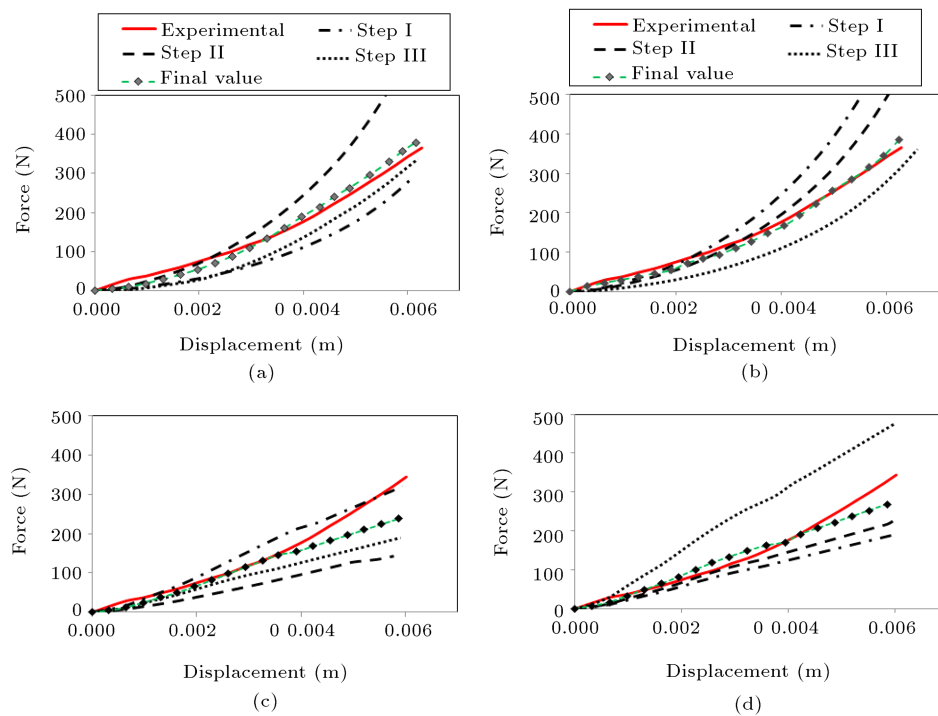 Experimental
Step I
Step II
Step III
Final value
500
400
300
200
100
0
Force (N)
0.000
0.002
0 0.004
0.006
Displacement (m)
(a)
Experimental
Step I
Step II
Step III
Final value
500
400
300
200
100
0
Force (N)
0.000
0.002
0 0.004
0.006
Displacement (m)
(b)
500
400
300
200
100
0
Force (N)
0.000
0.002
0 0.004
0.006
Displacement (m)
(c)
500
400
300
200
100
0
Force (N)
0.000
0.002
0 0.004
0.006
Displacement (m)
(d)